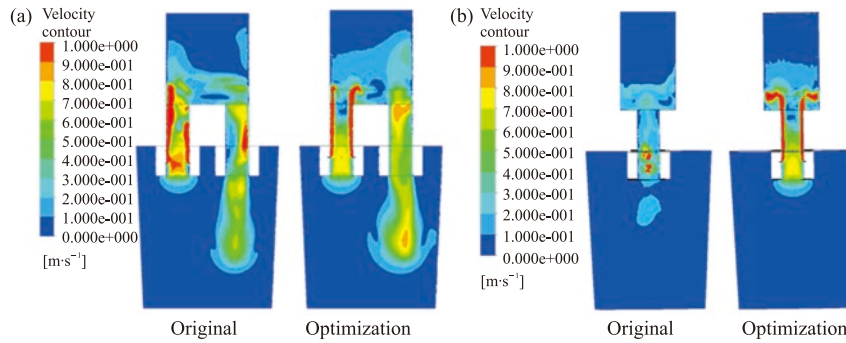 (a) Velocity
contour
1.000e+000
9.000e-001
8.000e-001
7.000e-001
6.000e-001
5.000e-001
4.000e-001
3.000e-001
2.000e-001
1.000e-001
0.000e+000
[m·s⁻¹]
Original
Optimization
(b) Velocity
contour
1.000e+000
9.000e-001
8.000e-001
7.000e-001
6.000e-001
5.000e-001
4.000e-001
3.000e-001
2.000e-001
1.000e-001
0.000e+000
[m·s⁻¹]
Original
Optimization